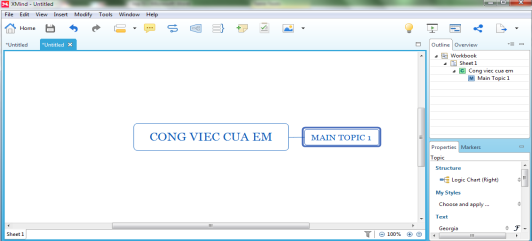 XMind - Untitled
File Edit View Insert Modify Tools Window Help
Home
*Untitled
*Untitled
CONG VIEC CUA EM
MAIN TOPIC 1
Sheet 1
100%
Outline Overview
Workbook
Sheet 1
Cong viec cua em
Main Topic 1
Properties Markers
Topic
Structure
Logic Chart (Right)
My Styles
Choose and apply ...
Text
Georgia